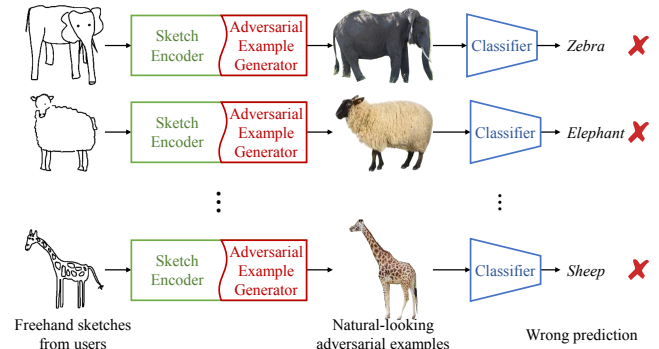 Sketch
Encoder
Adversarial
Example
Generator
Classifier
Zebra
Sketch
Encoder
Adversarial
Example
Generator
Classifier
Elephant
Sketch
Encoder
Adversarial
Example
Generator
Classifier
Sheep
Freehand sketches
from users
Natural-looking
adversarial examples
Wrong prediction